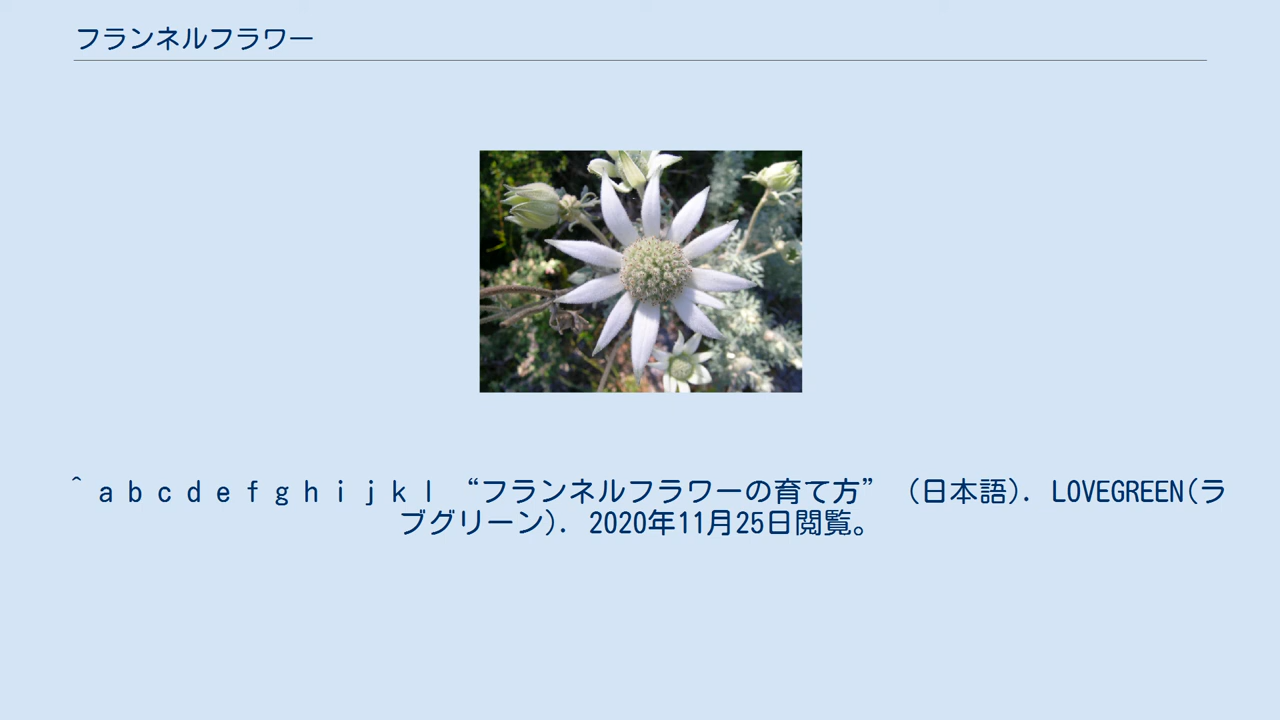 フランネルフラワー
^ a b c d e f g h i j k l “フランネルフラワーの育て方” (日本語). LOVEGREEN(ラ
ブグリーン). 2020年11月25日閲覧。